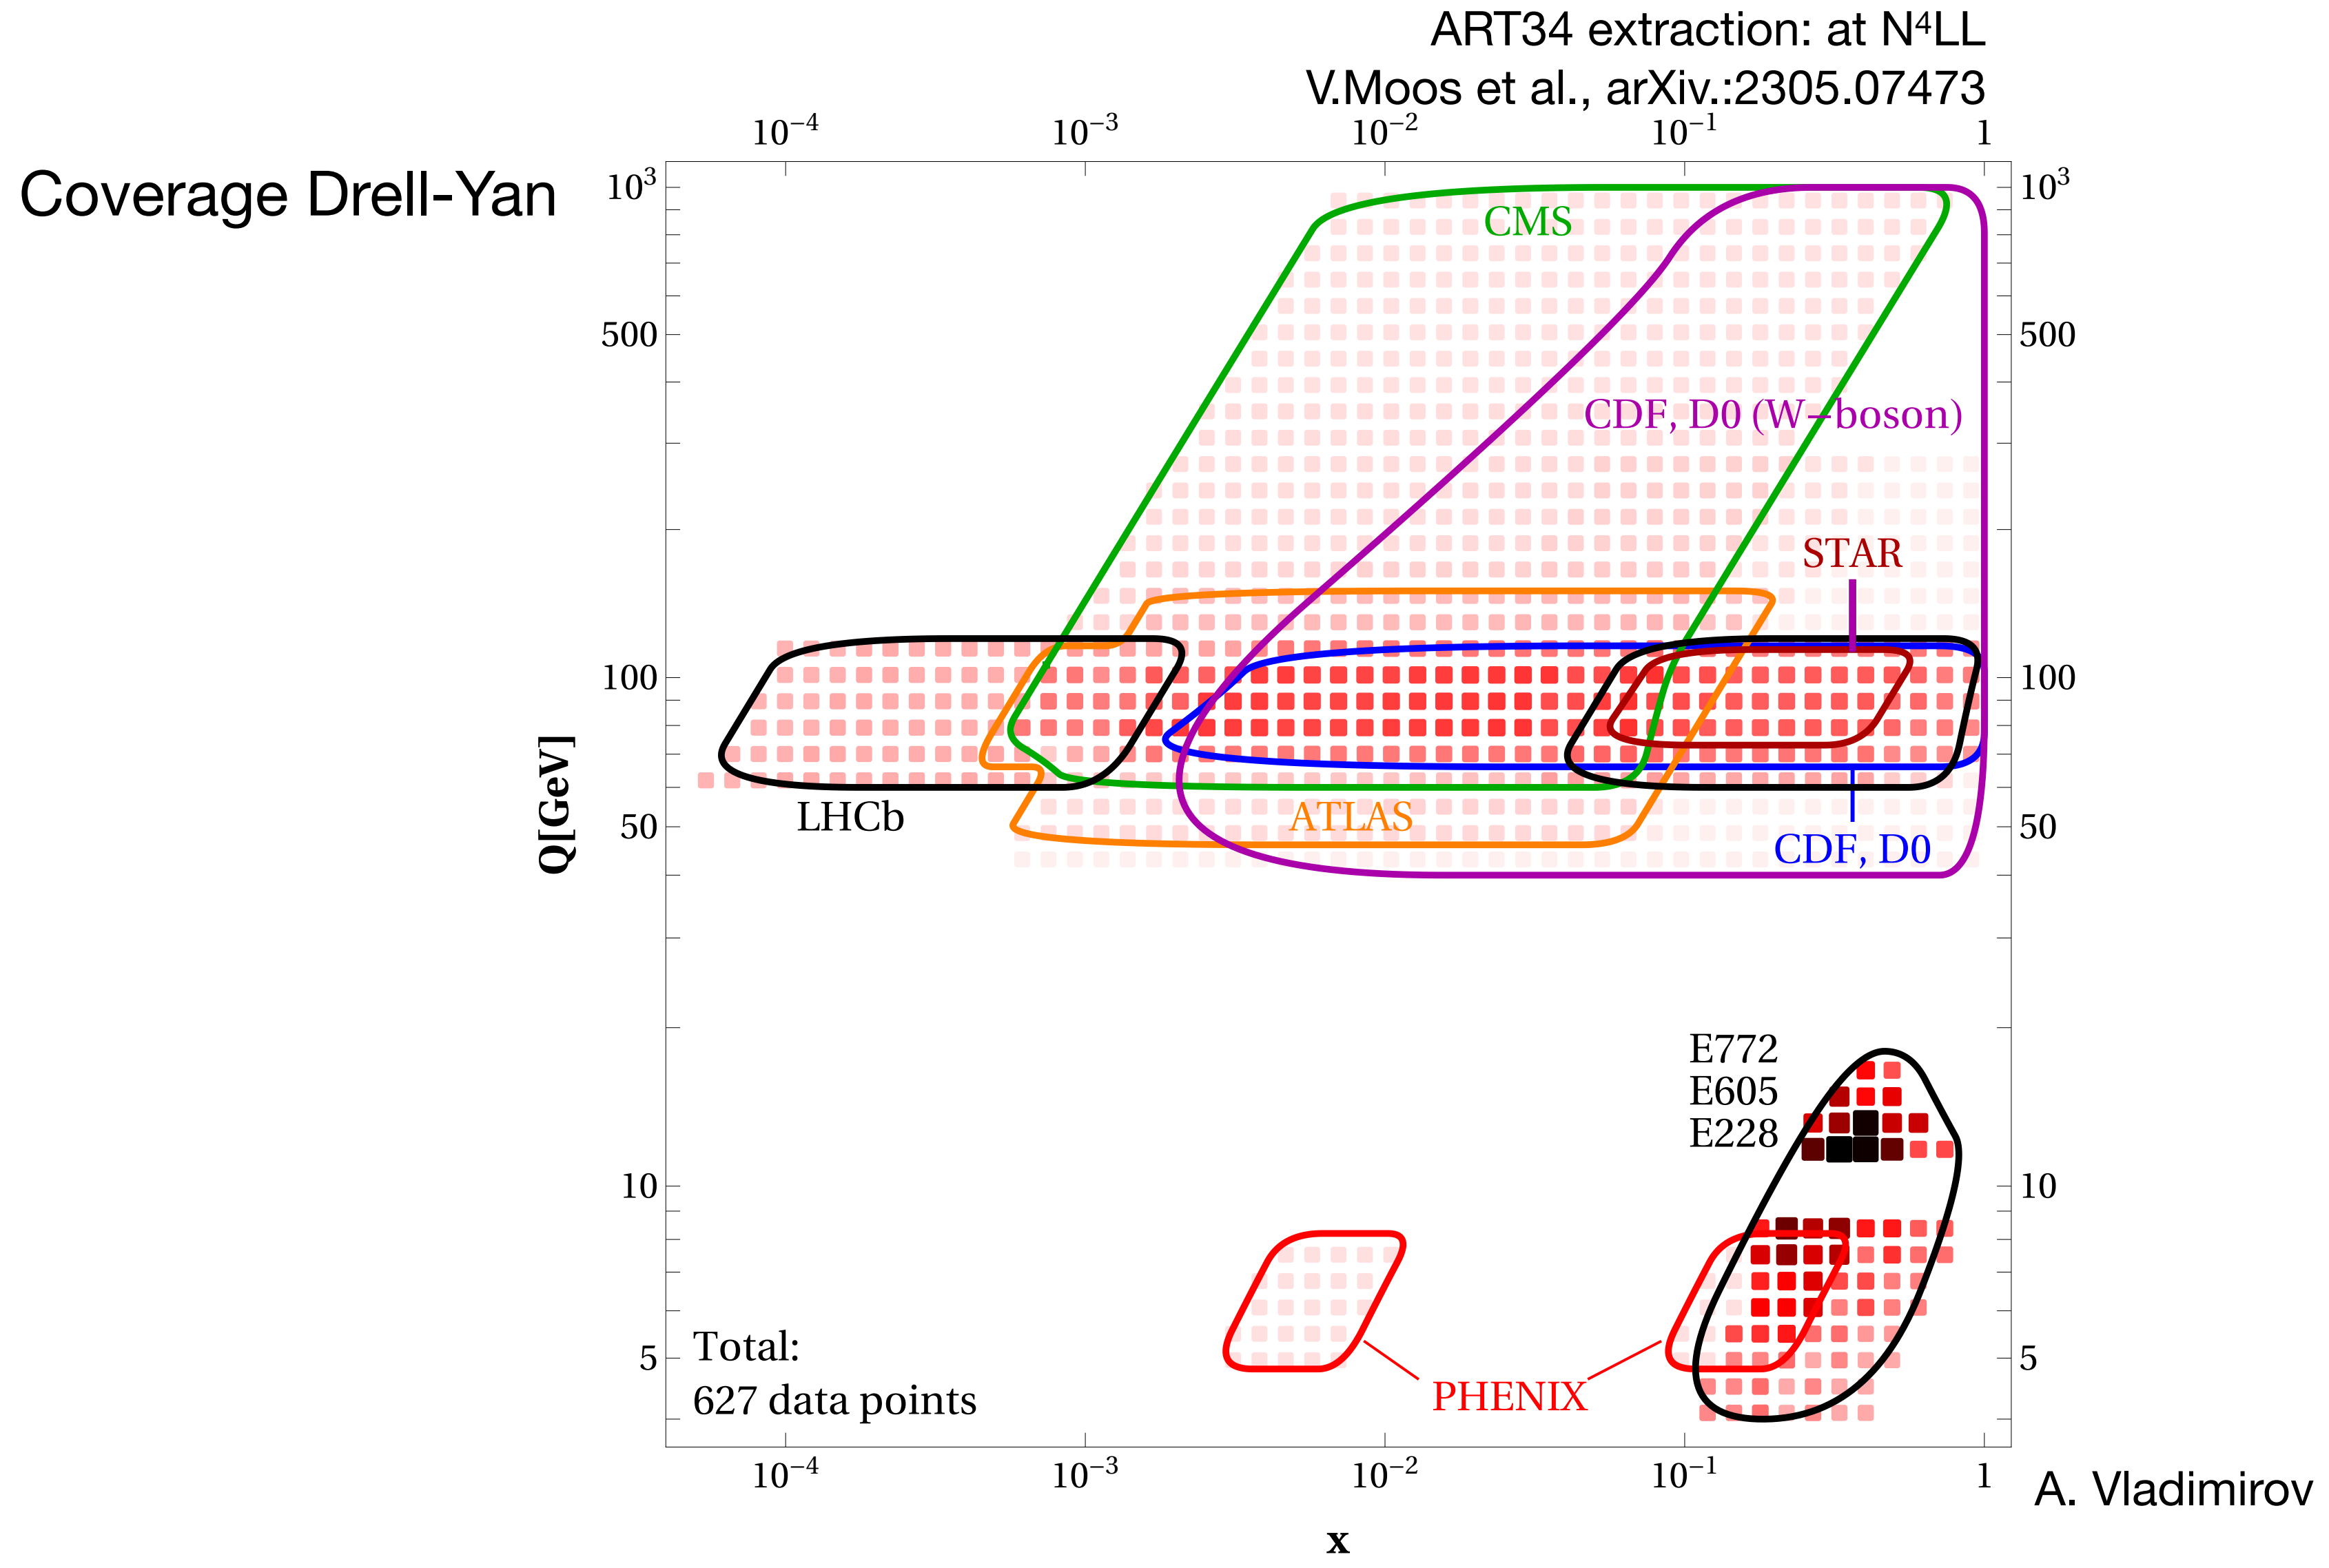 ART34 extraction: at N⁴LL
V.Moos et al., arXiv.:2305.07473
Coverage Drell-Yan
10⁻⁴ 10⁻³ 10⁻² 10⁻¹ 1
10³ 10³
CMS
500 500
CDF, D0 (W−boson)
STAR
100 100
LHCb
ATLAS
50 50
CDF, D0
Q[GeV]
E772
E605
E228
10 10
Total:
5 5
627 data points
PHENIX
10⁻⁴ 10⁻³ 10⁻² 10⁻¹ 1
A. Vladimirov
x